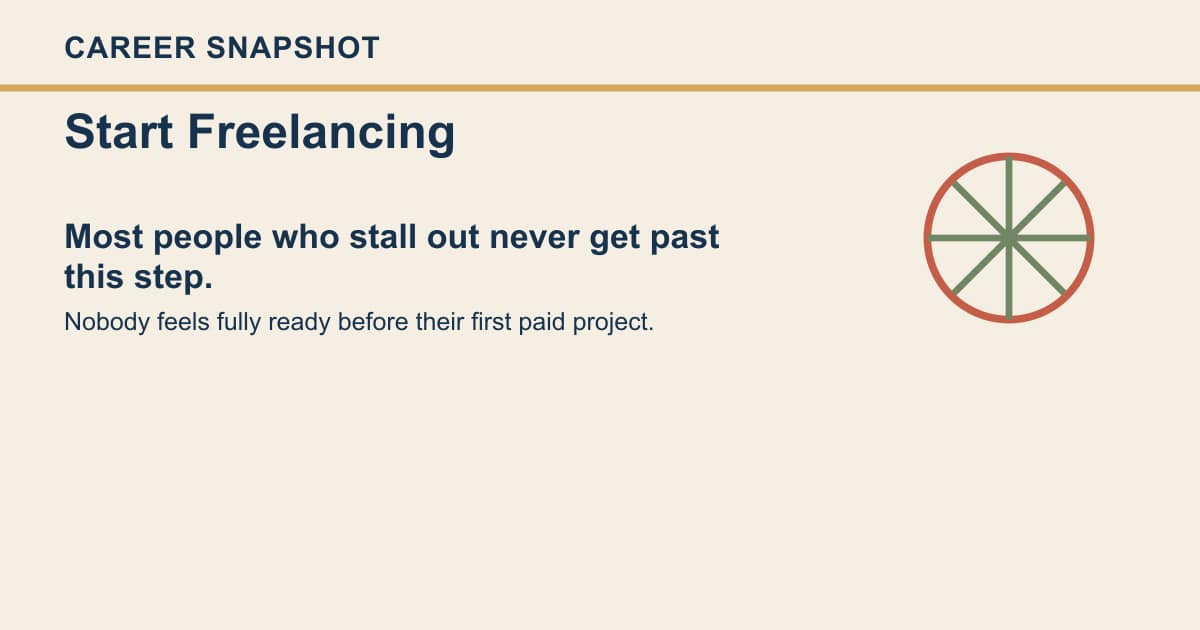 CAREER SNAPSHOT
Start Freelancing
Most people who stall out never get past
this step.
Nobody feels fully ready before their first paid project.